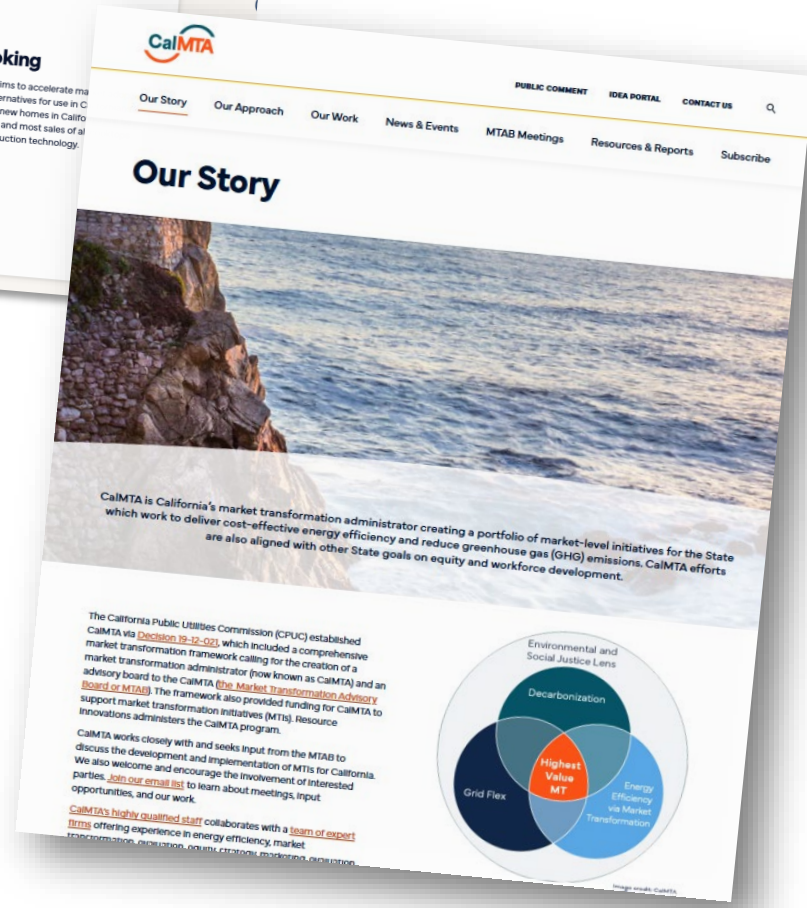 oking
ims to accelerate ma
ernatives for use in C
new homes in Califo
and most sales of al
uction technology.
CalMTA
PUBLIC COMMENT IDEA PORTAL CONTACT US
Our Story Our Approach Our Work News & Events MTAB Meetings Resources & Reports Subscribe
Our Story
CalMTA is California's market transformation administrator creating a portfolio of market-level initiatives for the State
which work to deliver cost-effective energy efficiency and reduce greenhouse gas (GHG) emissions. CalMTA efforts
are also aligned with other State goals on equity and workforce development.
The California Public Utilities Commission (CPUC) established
CalMTA via Decision 19-12-021, which included a comprehensive
market transformation framework calling for the creation of a
market transformation administrator (now known as CalMTA) and an
advisory board to the CalMTA (the Market Transformation Advisory
Board or MTAB). The framework also provided funding for CalMTA to
support market transformation initiatives (MTIs). Resource
Innovations administers the CalMTA program.
CalMTA works closely with and seeks input from the MTAB to
discuss the development and implementation of MTIs for California.
We also welcome and encourage the involvement of interested
parties. Join our email list to learn about meetings, input
opportunities, and our work.
CalMTA's highly qualified staff collaborates with a team of expert
firms offering experience in energy efficiency, market
transformation, evaluation, equity, strategy, marketing, evaluation,
Environmental and
Social Justice Lens
Decarbonization
Highest
Value
MT
Grid Flex
Energy
Efficiency
via Market
Transformation
Image credit: CalMTA